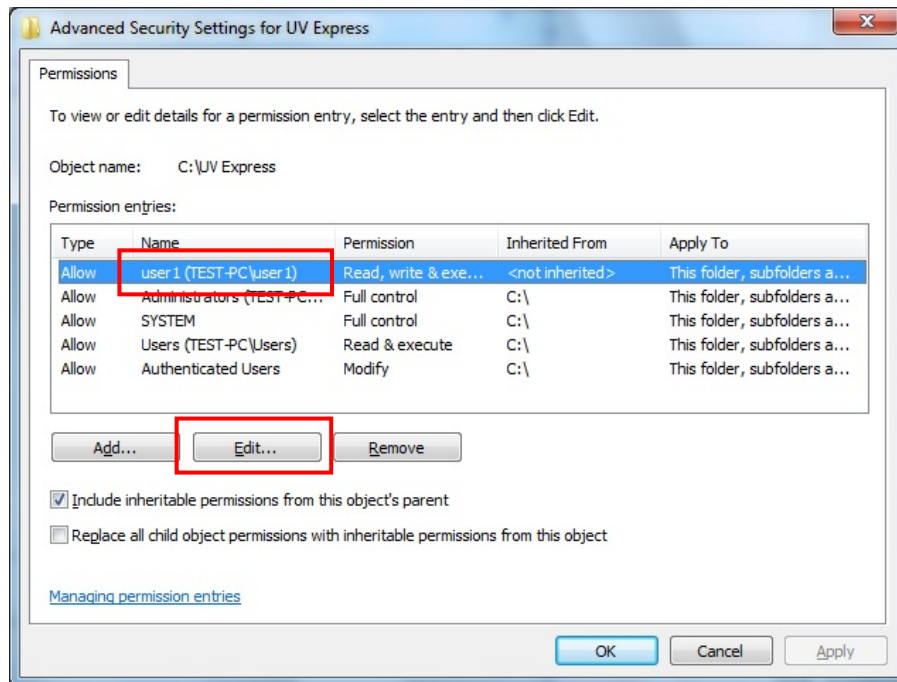 Advanced Security Settings for UV Express
Permissions
To view or edit details for a permission entry, select the entry and then click Edit.
Object name: C:\UV Express
Permission entries:
Type Name Permission Inherited From Apply To
Allow user1 (TEST-PC\user1) Read, write & exe... <not inherited> This folder, subfolders a...
Allow Administrators (TEST-PC... Full control C:\ This folder, subfolders a...
Allow SYSTEM Full control C:\ This folder, subfolders a...
Allow Users (TEST-PC\Users) Read & execute C:\ This folder, subfolders a...
Allow Authenticated Users Modify C:\ This folder, subfolders a...
Add... Edit... Remove
Include inheritable permissions from this object's parent
Replace all child object permissions with inheritable permissions from this object
Managing permission entries
OK Cancel Apply